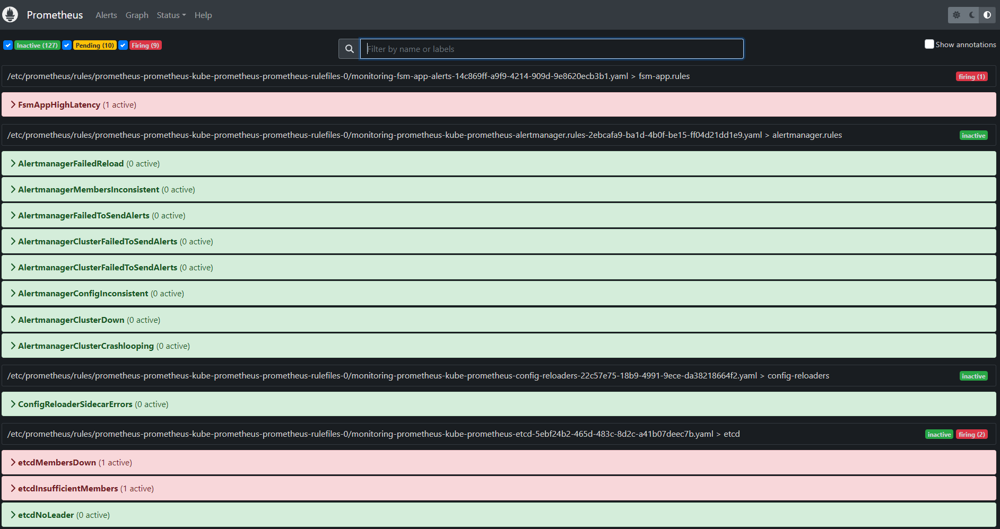 Prometheus Alerts Graph Status Help
Inactive (127) Pending (10) Firing (9) Filter by name or labels Show annotations
/etc/prometheus/rules/prometheus-prometheus-kube-prometheus-prometheus-rulefiles-0/monitoring-fsm-app-alerts-14c869ff-a9f9-4214-909d-9e8620ecb3b1.yaml > fsm-app.rules firing (1)
FsmAppHighLatency (1 active)
/etc/prometheus/rules/prometheus-prometheus-kube-prometheus-prometheus-rulefiles-0/monitoring-prometheus-kube-prometheus-alertmanager.rules-2ebcafa9-ba1d-4b0f-be15-ff04d21dd1e9.yaml > alertmanager.rules inactive
AlertmanagerFailedReload (0 active)
AlertmanagerMembersInconsistent (0 active)
AlertmanagerFailedToSendAlerts (0 active)
AlertmanagerClusterFailedToSendAlerts (0 active)
AlertmanagerClusterFailedToSendAlerts (0 active)
AlertmanagerConfigInconsistent (0 active)
AlertmanagerClusterDown (0 active)
AlertmanagerClusterCrashlooping (0 active)
/etc/prometheus/rules/prometheus-prometheus-kube-prometheus-prometheus-rulefiles-0/monitoring-prometheus-kube-prometheus-config-reloaders-22c57e75-18b9-4991-9ece-da38218664f2.yaml > config-reloaders inactive
ConfigReloaderSidecarErrors (0 active)
/etc/prometheus/rules/prometheus-prometheus-kube-prometheus-prometheus-rulefiles-0/monitoring-prometheus-kube-prometheus-etcd-5ebf24b2-465d-483c-8d2c-a41b07deec7b.yaml > etcd inactive firing (2)
etcdMembersDown (1 active)
etcdInsufficientMembers (1 active)
etcdNoLeader (0 active)